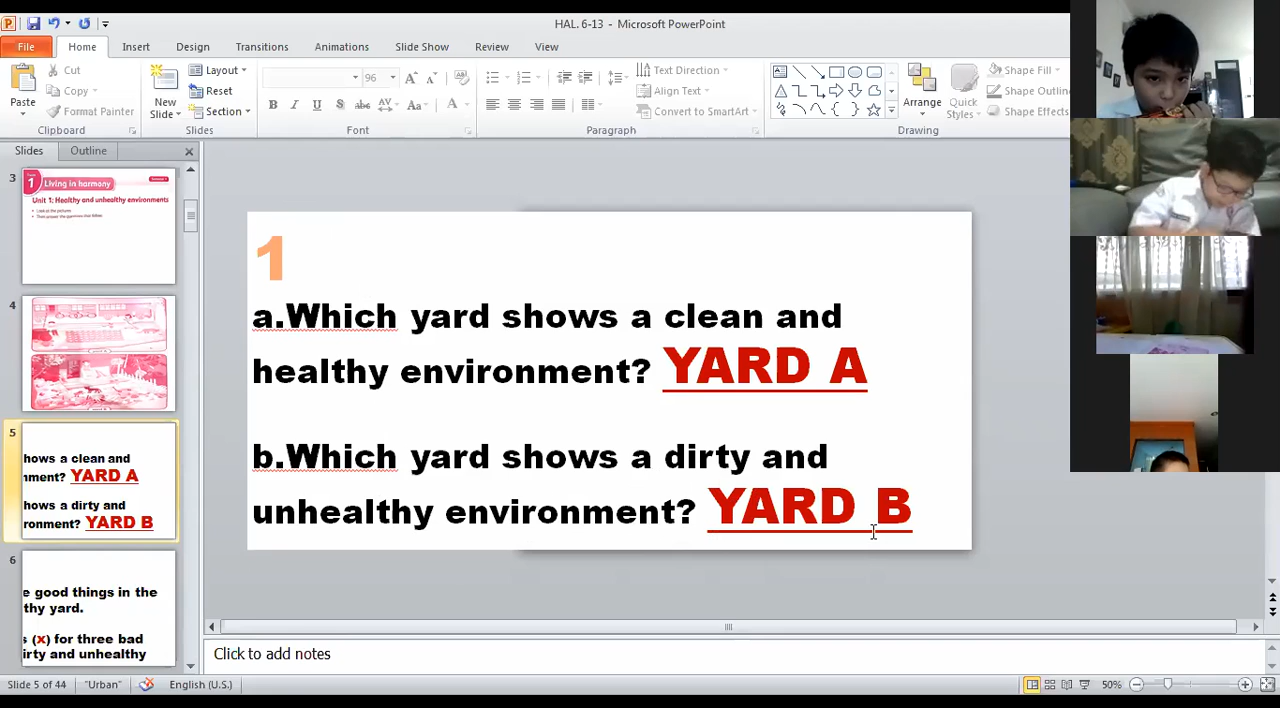 HAL. 6-13 - Microsoft PowerPoint
File Home Insert Design Transitions Animations Slide Show Review View
Paste
Cut
Copy
Format Painter
Clipboard
New Slide
Layout
Reset
Section
Slides
96
Font
Paragraph
Text Direction
Align Text
Convert to SmartArt
Arrange
Quick Styles
Shape Fill
Shape Outlin
Shape Effects
Drawing
Slides Outline
3
1 Living in harmony
Unit 1: Healthy and unhealthy environments
4
5
hows a clean and
nment? YARD A
hows a dirty and
ronment? YARD B
6
e good things in the
thy yard.
s (x) for three bad
irty and unhealthy
1
a.Which yard shows a clean and
healthy environment? YARD A
b.Which yard shows a dirty and
unhealthy environment? YARD B
Click to add notes
Slide 5 of 44 "Urban" English (U.S.) 50%